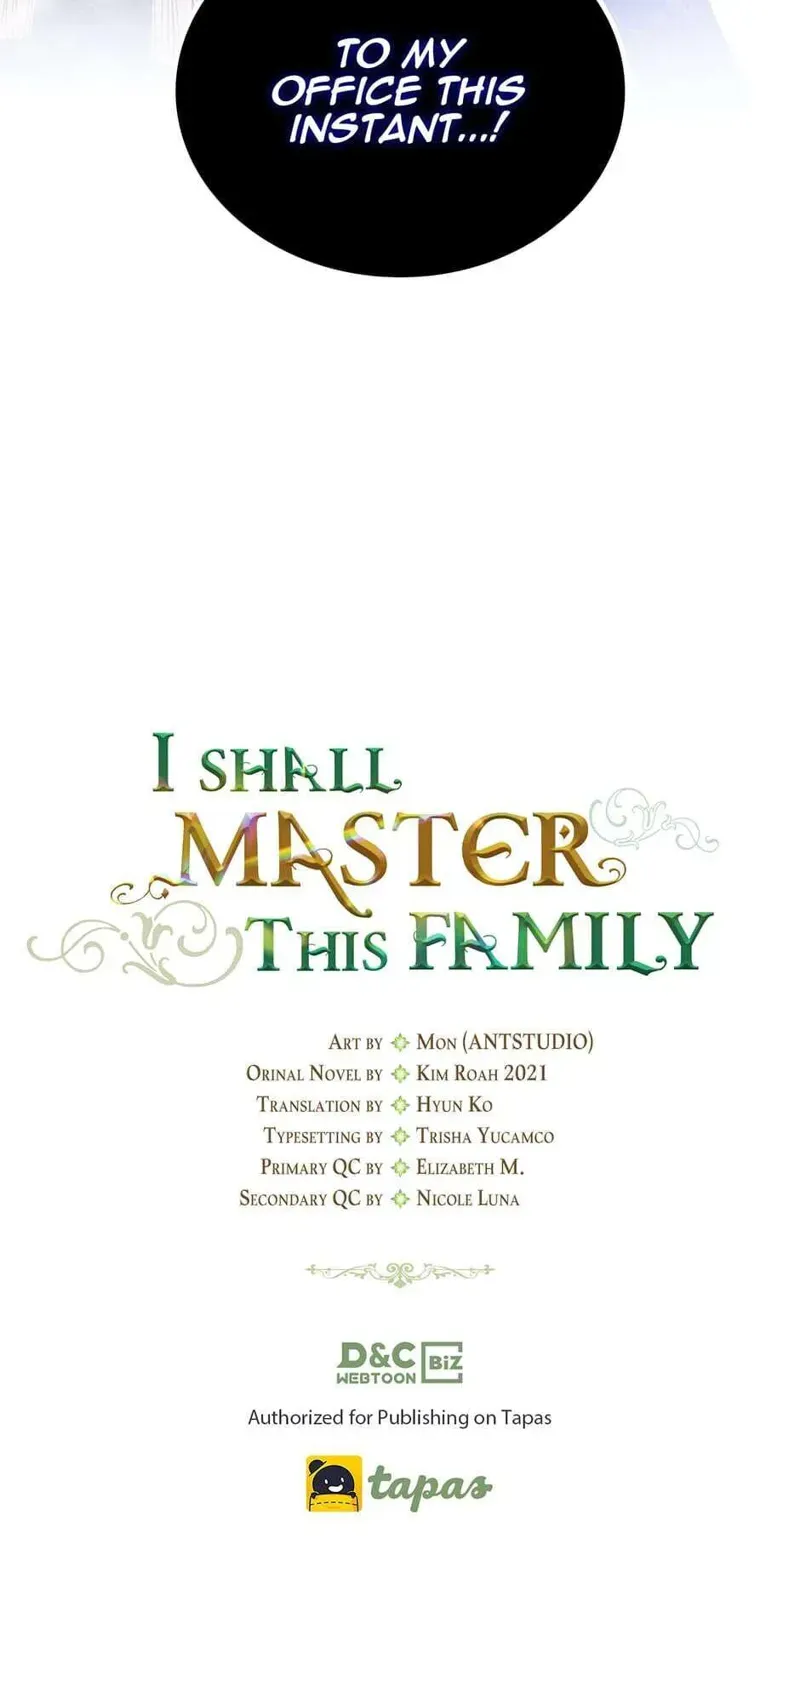 TO MY
OFFICE THIS
INSTANT...!
I SHALL
MASTER
THIS FAMILY
ART BY MON (ANTSTUDIO)
ORINAL NOVEL BY KIM ROAH 2021
TRANSLATION BY HYUN KO
TYPESETTING BY TRISHA YUCAMCO
PRIMARY QC BY ELIZABETH M.
SECONDARY QC BY NICOLE LUNA
D&C BIZ
WEBTOON
Authorized for Publishing on Tapas
tapas